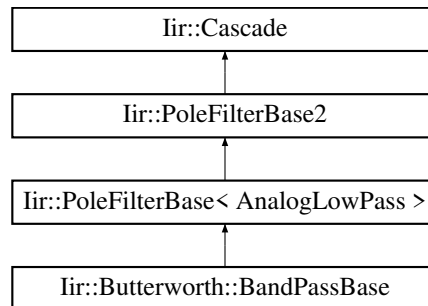 Iir::Cascade
Iir::PoleFilterBase2
Iir::PoleFilterBase< AnalogLowPass >
Iir::Butterworth::BandPassBase